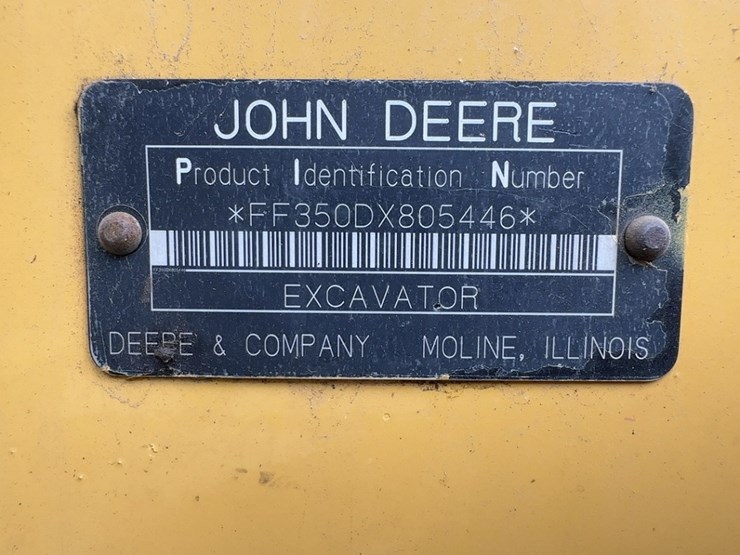 JOHN DEERE
Product Identification Number
*FF350DX805446*
EXCAVATOR
DEERE & COMPANY MOLINE, ILLINOIS